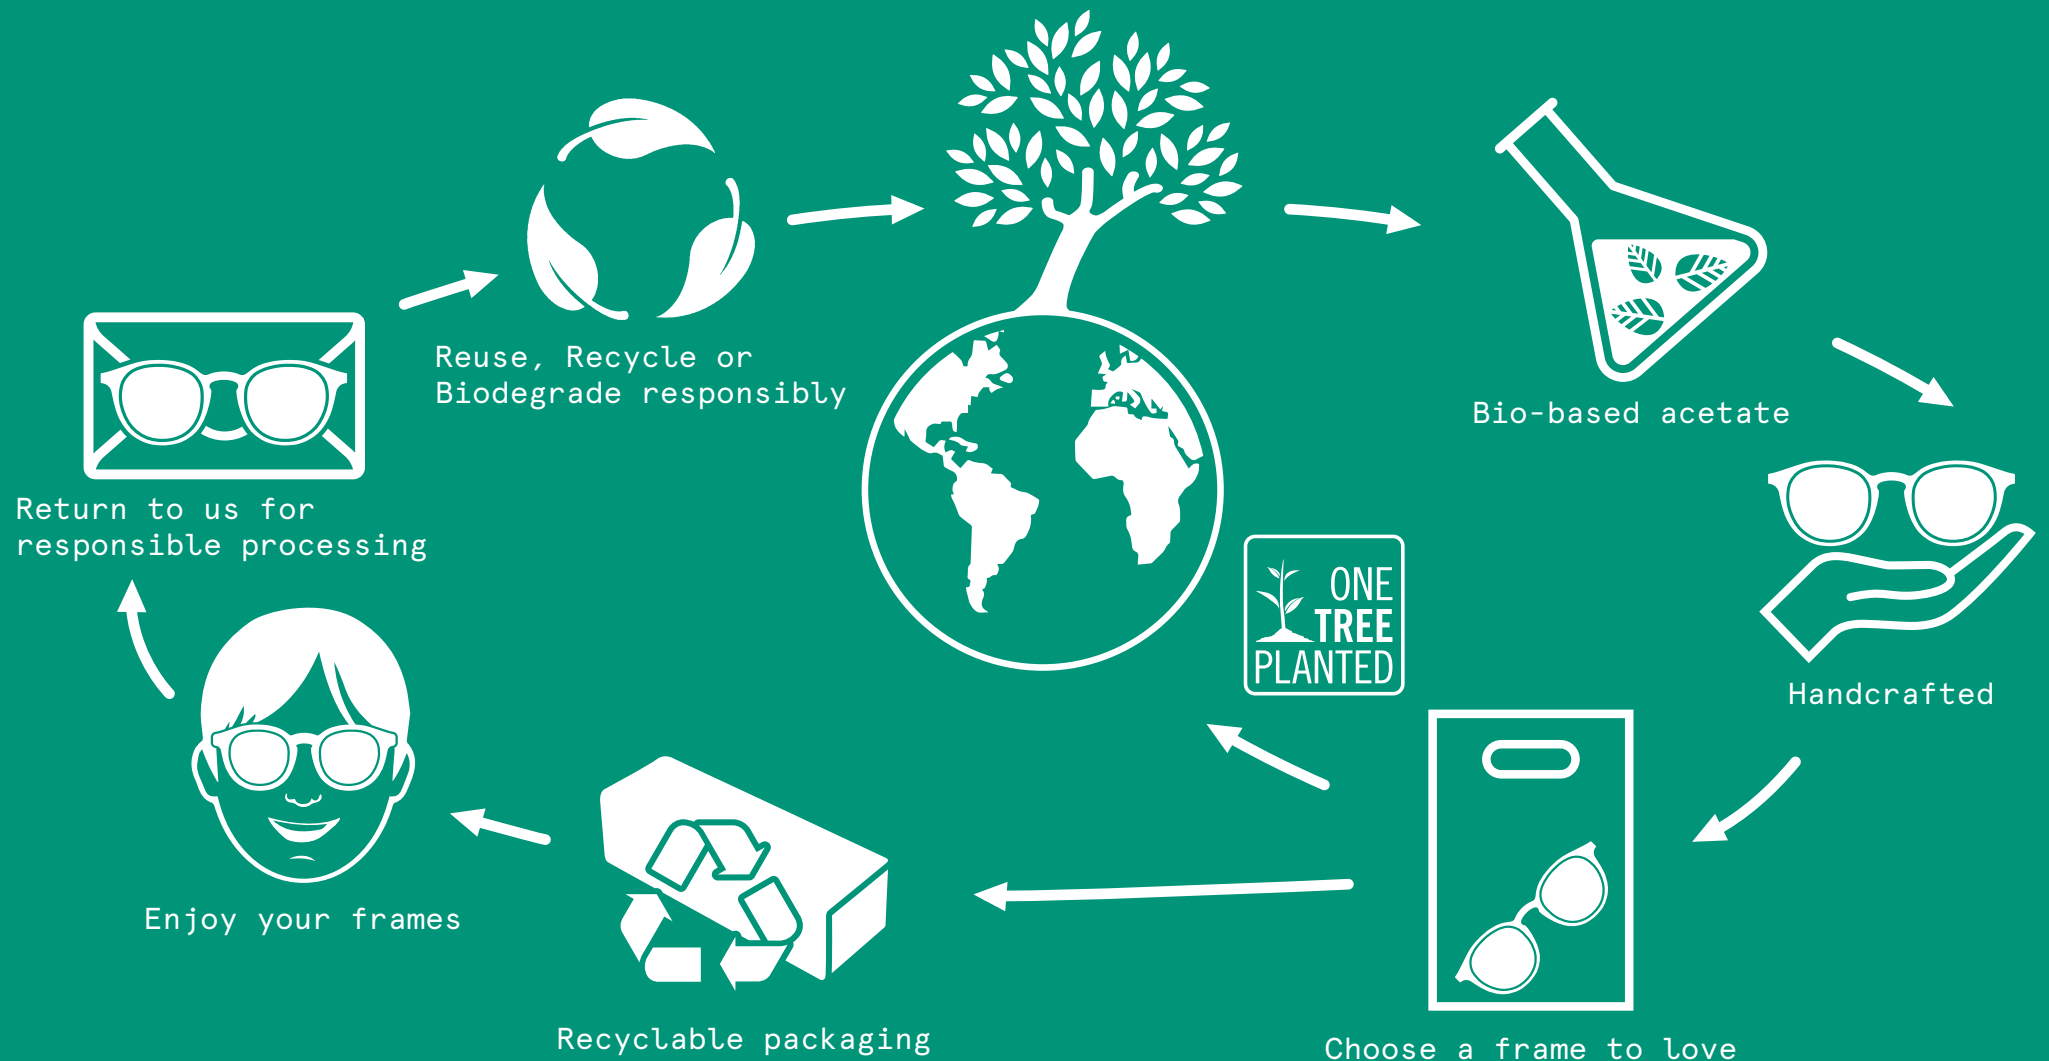 Reuse, Recycle or
Biodegrade responsibly
Bio-based acetate
Return to us for
responsible processing
ONE
TREE
PLANTED
Handcrafted
Enjoy your frames
Recyclable packaging
Choose a frame to love